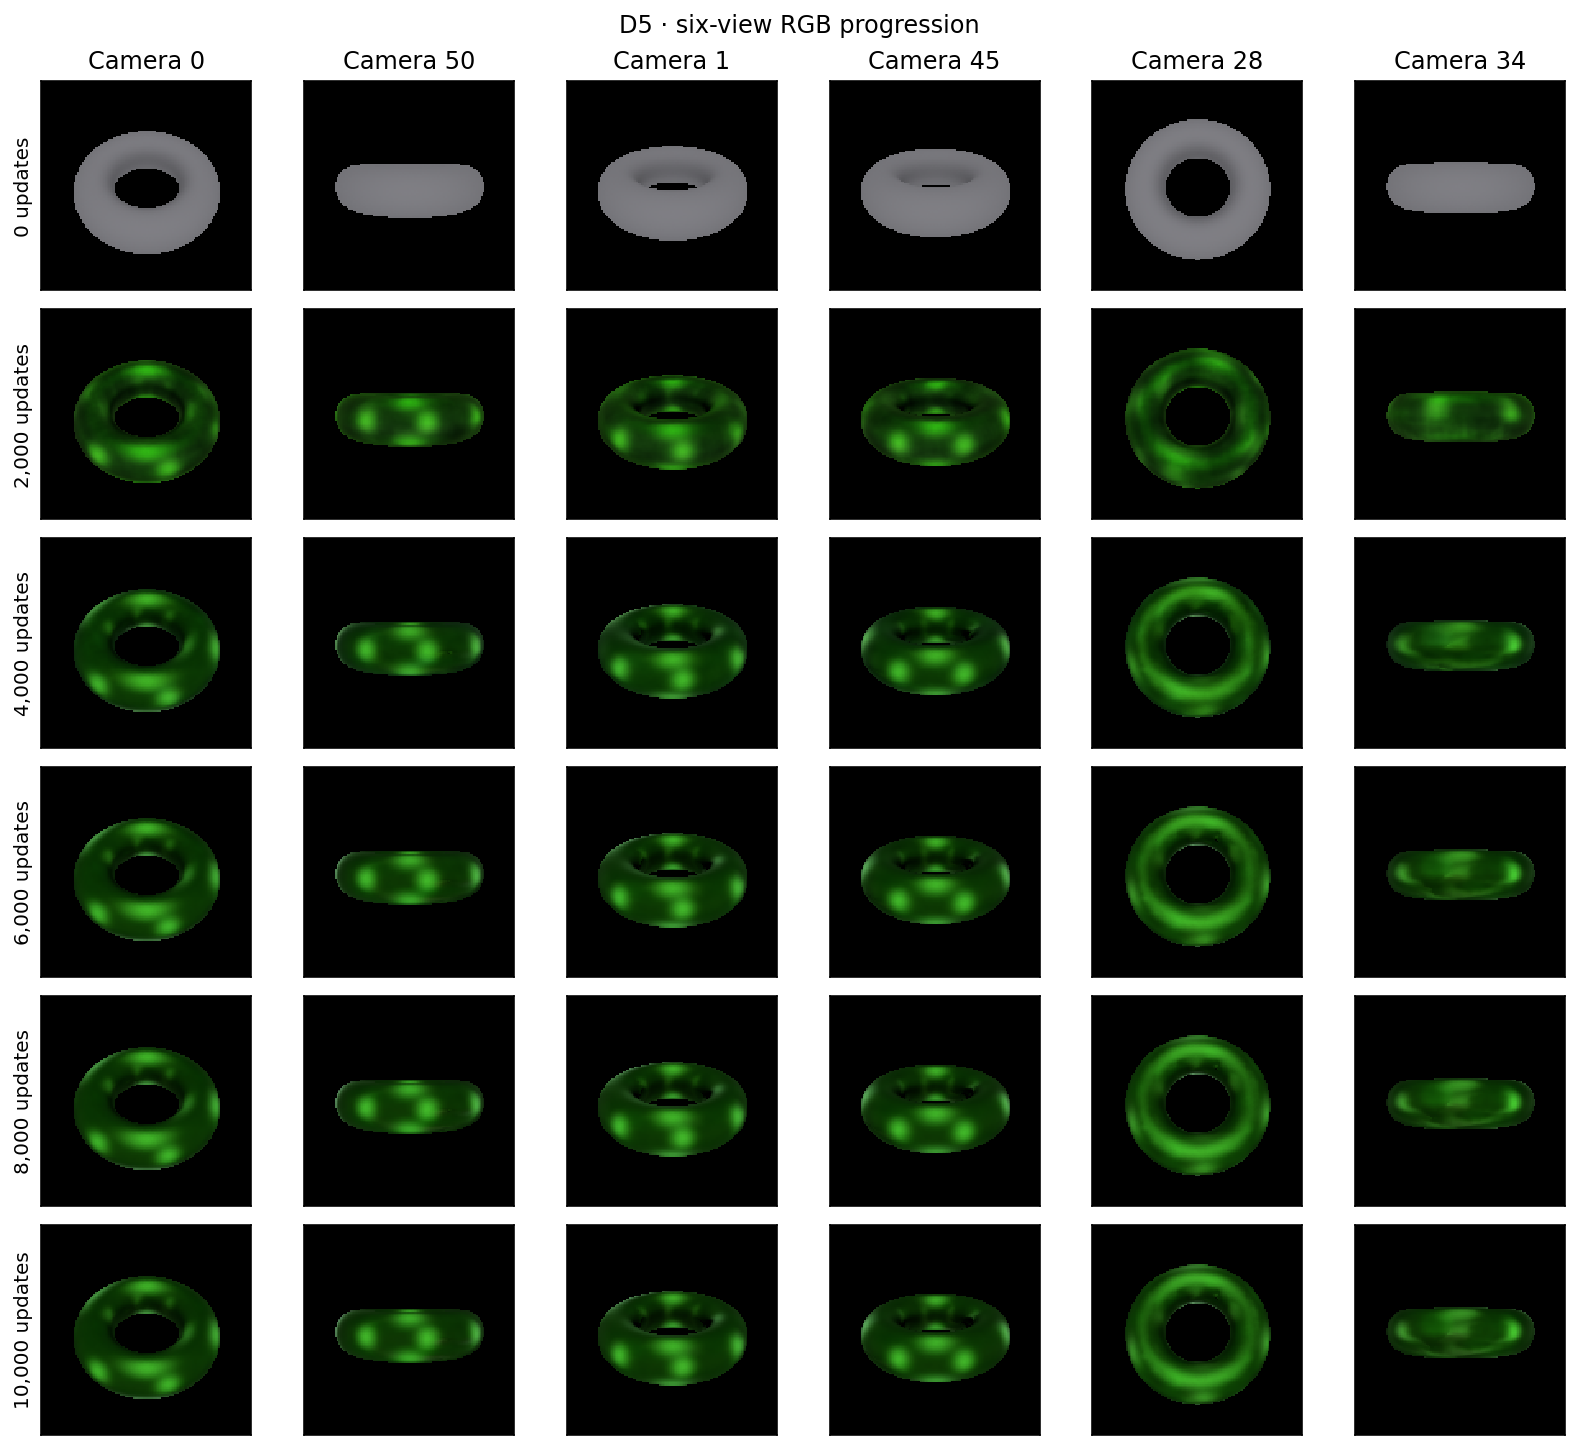 D5 · six-view RGB progression
Camera 0
Camera 50
Camera 1
Camera 45
Camera 28
Camera 34
0 updates
2,000 updates
4,000 updates
6,000 updates
8,000 updates
10,000 updates